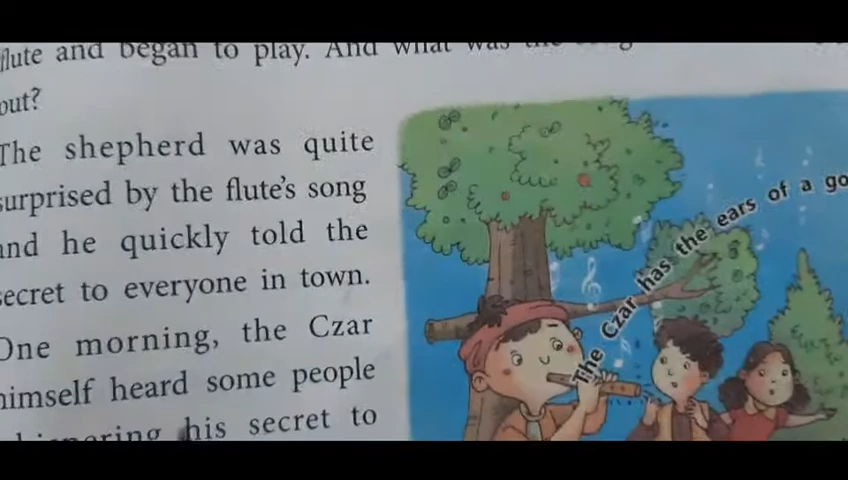 flute and began to play. And what was the song
out?
The shepherd was quite
surprised by the flute's song
and he quickly told the
secret to everyone in town.
One morning, the Czar
himself heard some people
his secret to
The Czar has the ears of a go